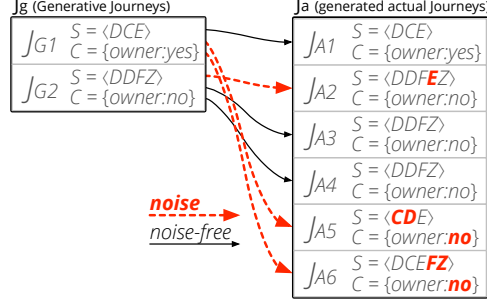 Jg (Generative Journeys)
JG1 S = ⟨DCE⟩
C = {owner:yes}
JG2 S = ⟨DDFZ⟩
C = {owner:no}
noise
noise-free
Ja (generated actual Journeys)
JA1 S = ⟨DCE⟩
C = {owner:yes}
JA2 S = ⟨DDFEZ⟩
C = {owner:no}
JA3 S = ⟨DDFZ⟩
C = {owner:no}
JA4 S = ⟨DDFZ⟩
C = {owner:no}
JA5 S = ⟨CDE⟩
C = {owner:no}
JA6 S = ⟨DCEFZ⟩
C = {owner:no}